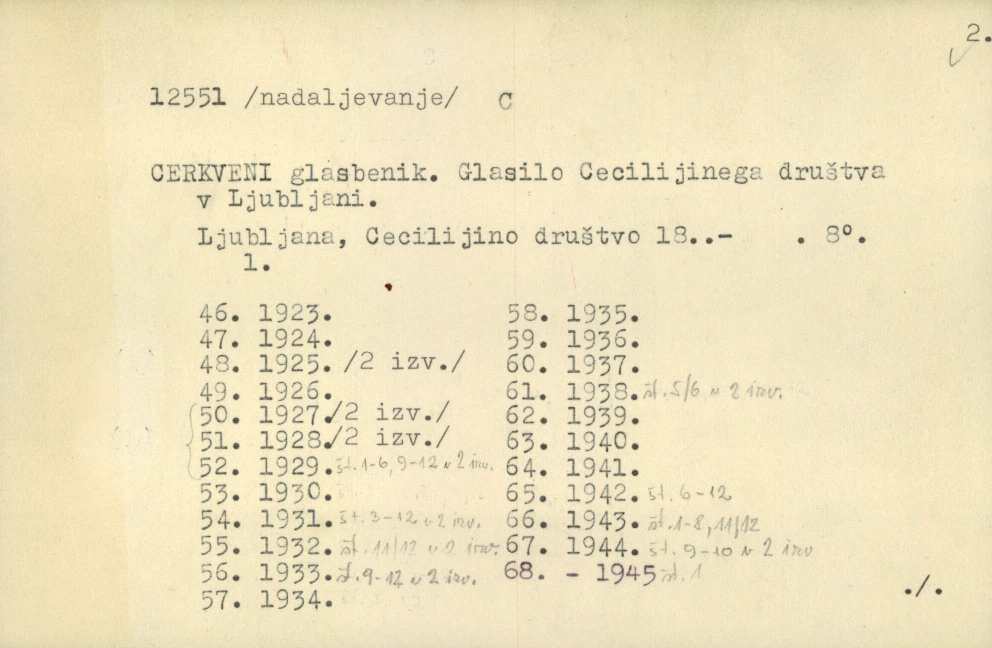 2.
12551 /nadaljevanje/ C
CERKVENI glasbenik. Glasilo Cecilijinega društva
v Ljubljani.
Ljubljana, Cecilijino društvo 18..- . 8°.
1.
46. 1923.
47. 1924.
48. 1925. /2 izv./
49. 1926.
50. 1927./2 izv./
51. 1928./2 izv./
52. 1929. št. 1-6, 9-12 v 2 izv.
53. 1930.
54. 1931. št. 3-12 v 2 izv.
55. 1932. št. 11/12 v 2 izv.
56. 1933. št. 9-12 v 2 izv.
57. 1934.
58. 1935.
59. 1936.
60. 1937.
61. 1938. št. 5/6 v 2 izv.
62. 1939.
63. 1940.
64. 1941.
65. 1942. št. 6-12
66. 1943. št. 1-8, 11/12
67. 1944. št. 9-10 v 2 izv
68. - 1945 št. 1
./.